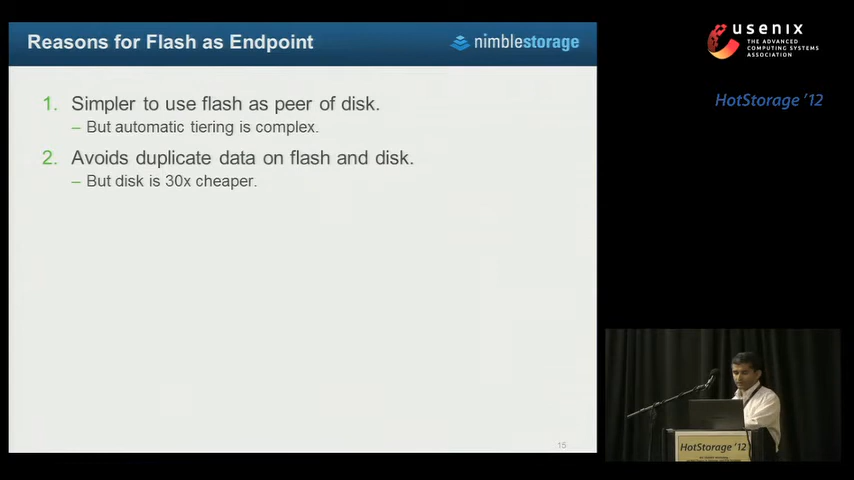 Reasons for Flash as Endpoint
nimblestorage
1. Simpler to use flash as peer of disk.
– But automatic tiering is complex.
2. Avoids duplicate data on flash and disk.
– But disk is 30x cheaper.
15
usenix
THE ADVANCED
COMPUTING SYSTEMS
ASSOCIATION
HotStorage '12
HotStorage '12